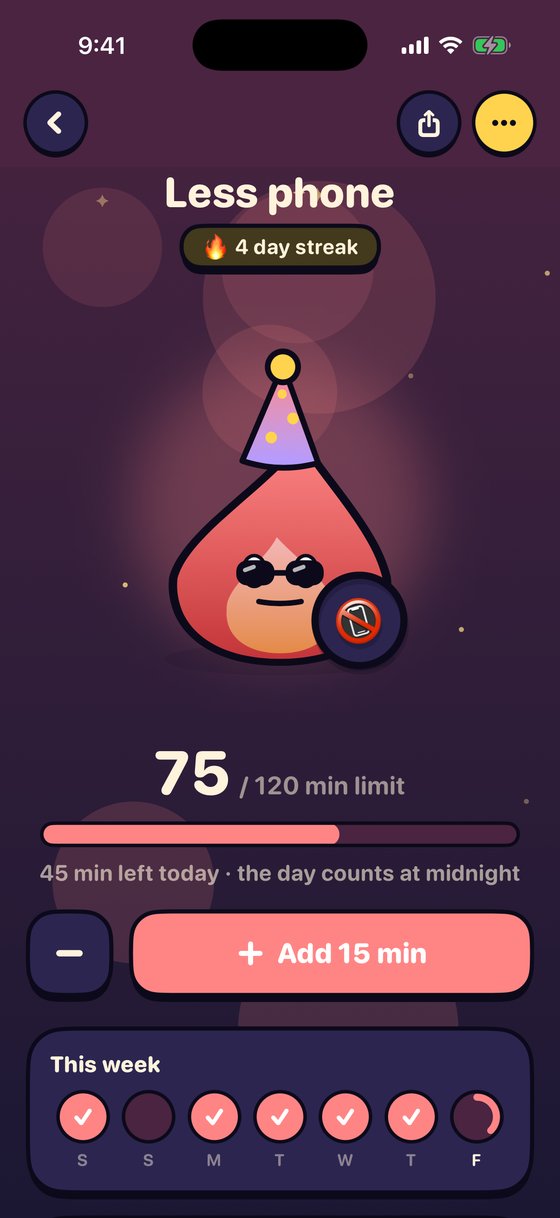 9:41
Less phone
🔥 4 day streak
75 / 120 min limit
45 min left today · the day counts at midnight
− + Add 15 min
This week
S S M T W T F